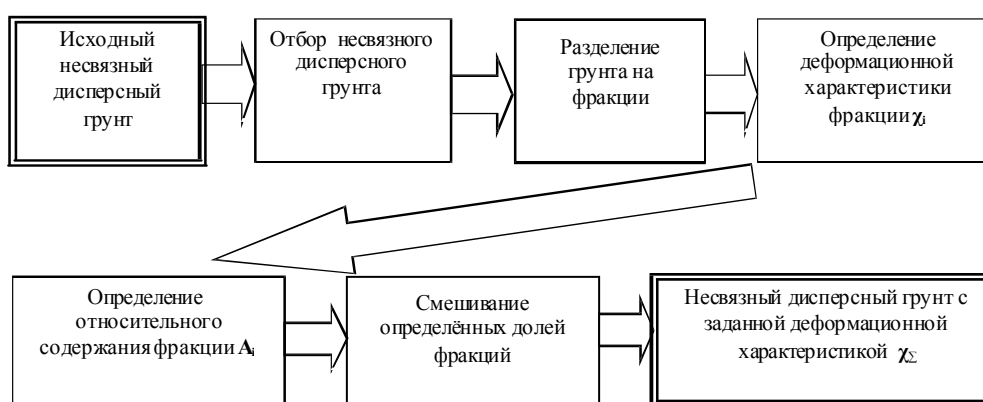 Исходный
несвязный
дисперсный
грунт
Отбор несвязного
дисперсного
грунта
Разделение
грунта на
фракции
Определение
деформационной
характеристики
фракции χi
Определение
относительного
содержания фракции Ai
Смешивание
определённых долей
фракций
Несвязный дисперсный грунт с
заданной деформационной
характеристикой χΣ